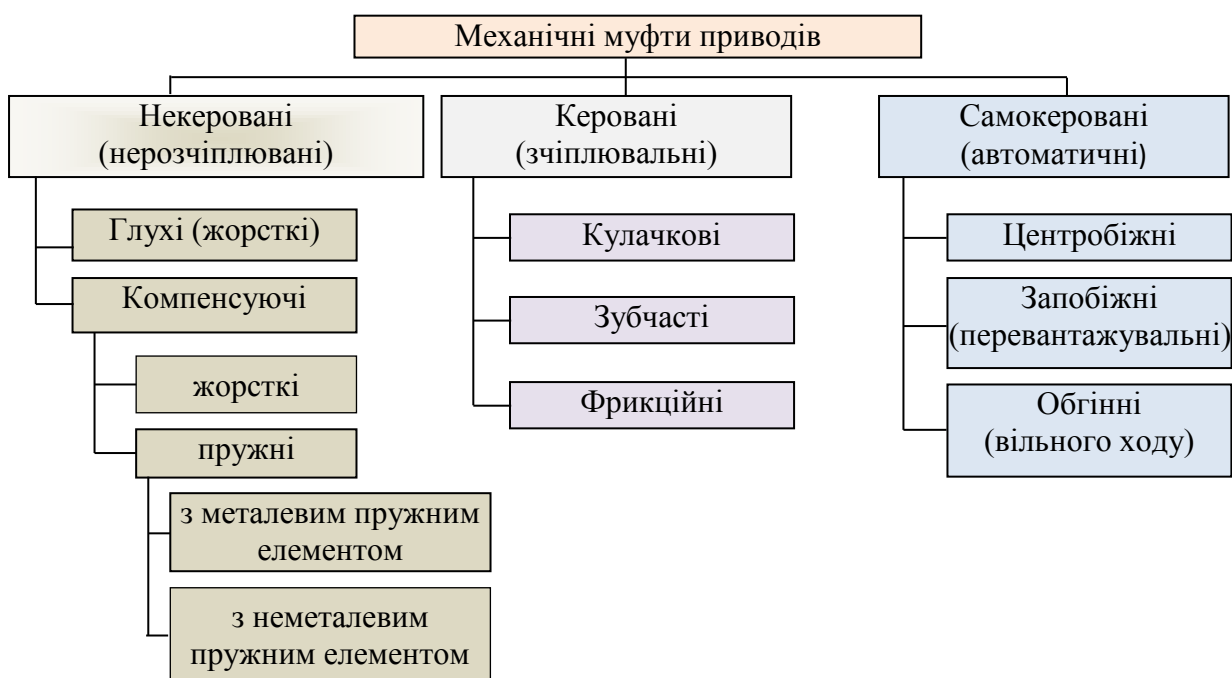 Механічні муфти приводів
Некеровані
(нерозчіплювані)
Глухі (жорсткі)
Компенсуючі
жорсткі
пружні
з металевим пружним
елементом
з неметалевим
пружним елементом
Керовані
(зчіплювальні)
Кулачкові
Зубчасті
Фрикційні
Самокеровані
(автоматичні)
Центробіжні
Запобіжні
(перевантажувальні)
Обгінні
(вільного ходу)